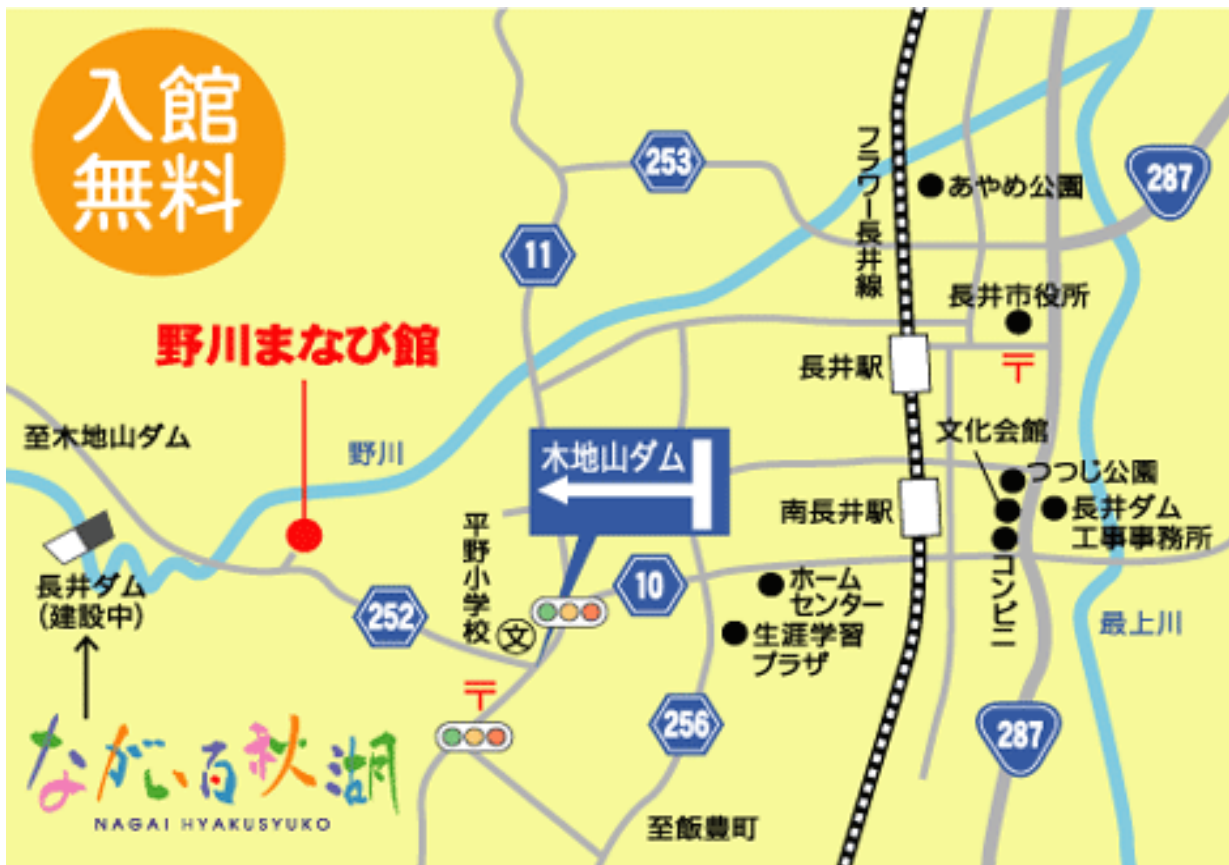 入館
無料
253
287
あやめ公園
フラワー長井線
11
長井市役所
野川まなび館
〒
長井駅
至木地山ダム
野川
木地山ダム
文化会館
つつじ公園
南長井駅
長井ダム
工事事務所
平野小学校
コンビニ
長井ダム
(建設中)
252
10
ホーム
センター
文
生涯学習
プラザ
最上川
〒
256
287
ながい百秋湖
NAGAI HYAKUSYUKO
至飯豊町